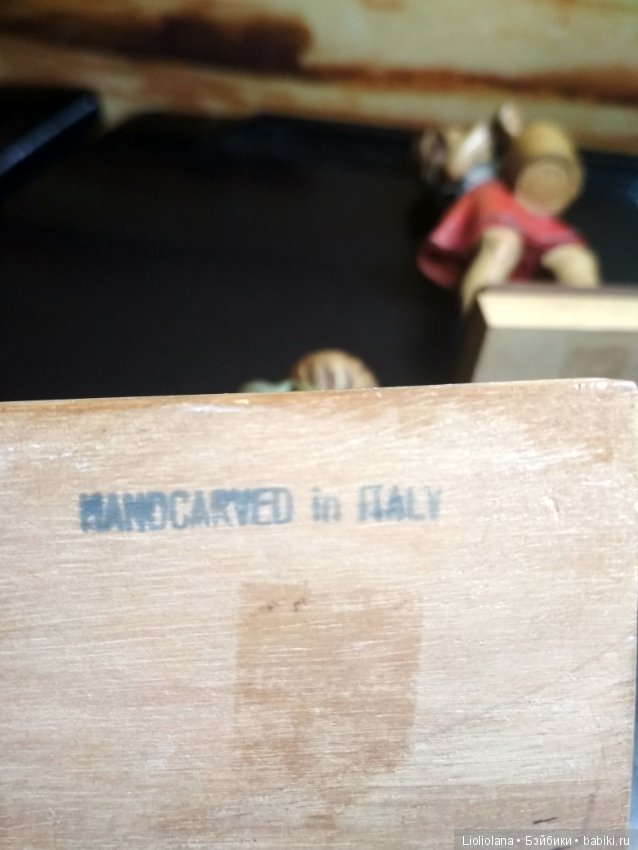 HANDCARVED in ITALY
Lioliolana • Бэйбики • babiki.ru